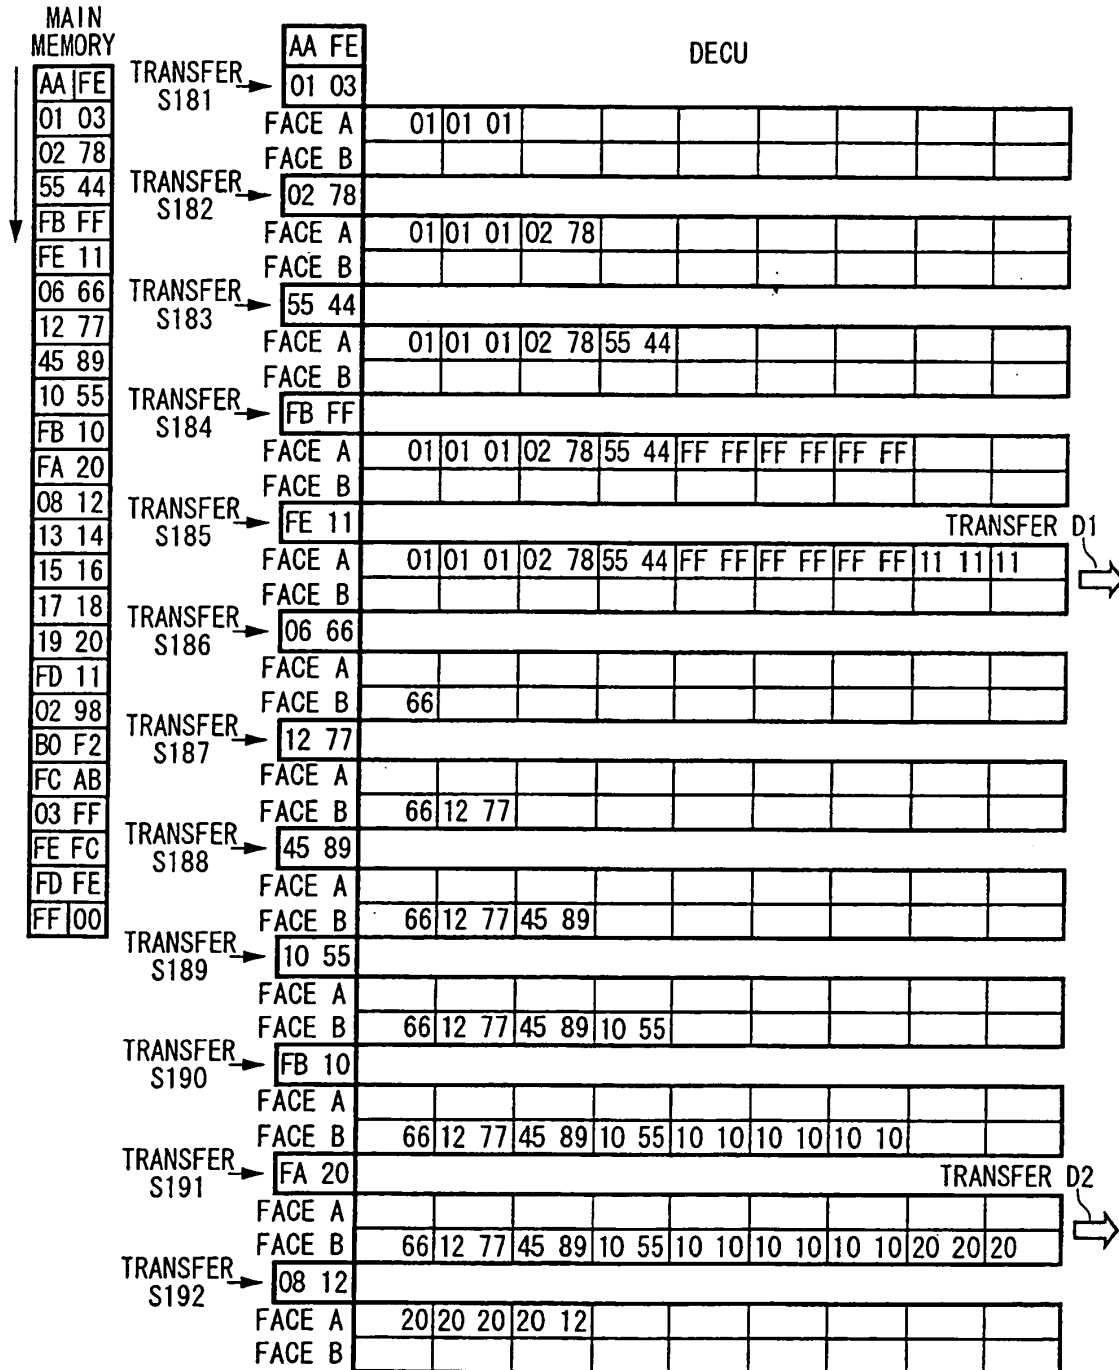 MAIN
MEMORY
AA FE
01 03
02 78
55 44
FB FF
FE 11
06 66
12 77
45 89
10 55
FB 10
FA 20
08 12
13 14
15 16
17 18
19 20
FD 11
02 98
B0 F2
FC AB
03 FF
FE FC
FD FE
FF 00
DECU
AA FE
TRANSFER
S181
01 03
FACE A 01 01 01
FACE B
TRANSFER
S182
02 78
FACE A 01 01 01 02 78
FACE B
TRANSFER
S183
55 44
FACE A 01 01 01 02 78 55 44
FACE B
TRANSFER
S184
FB FF
FACE A 01 01 01 02 78 55 44 FF FF FF FF FF FF
FACE B
TRANSFER
S185
FE 11
TRANSFER D1
FACE A 01 01 01 02 78 55 44 FF FF FF FF FF FF 11 11 11
FACE B
TRANSFER
S186
06 66
FACE A
FACE B 66
TRANSFER
S187
12 77
FACE A
FACE B 66 12 77
TRANSFER
S188
45 89
FACE A
FACE B 66 12 77 45 89
TRANSFER
S189
10 55
FACE A
FACE B 66 12 77 45 89 10 55
TRANSFER
S190
FB 10
FACE A
FACE B 66 12 77 45 89 10 55 10 10 10 10 10 10
TRANSFER
S191
FA 20
TRANSFER D2
FACE A
FACE B 66 12 77 45 89 10 55 10 10 10 10 10 10 20 20 20
TRANSFER
S192
08 12
FACE A 20 20 20 20 12
FACE B